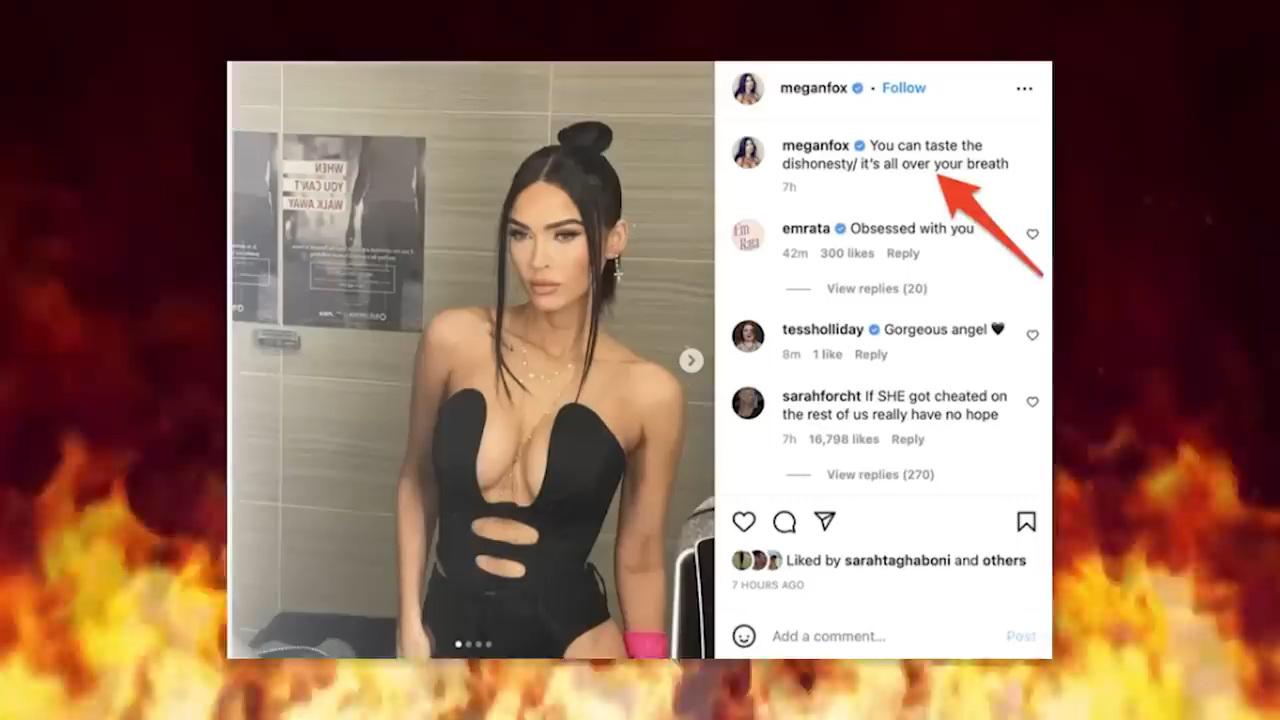 WHEN
YOU CAN'T
WALK AWAY
Em
Rata
meganfox · Follow
meganfox You can taste the
dishonesty/ it's all over your breath
7h
emrata Obsessed with you
42m 300 likes Reply
View replies (20)
tessholliday Gorgeous angel 🖤
8m 1 like Reply
sarahforcht If SHE got cheated on
the rest of us really have no hope
7h 16,798 likes Reply
View replies (270)
Liked by sarahtaghaboni and others
7 HOURS AGO
Add a comment...
Post